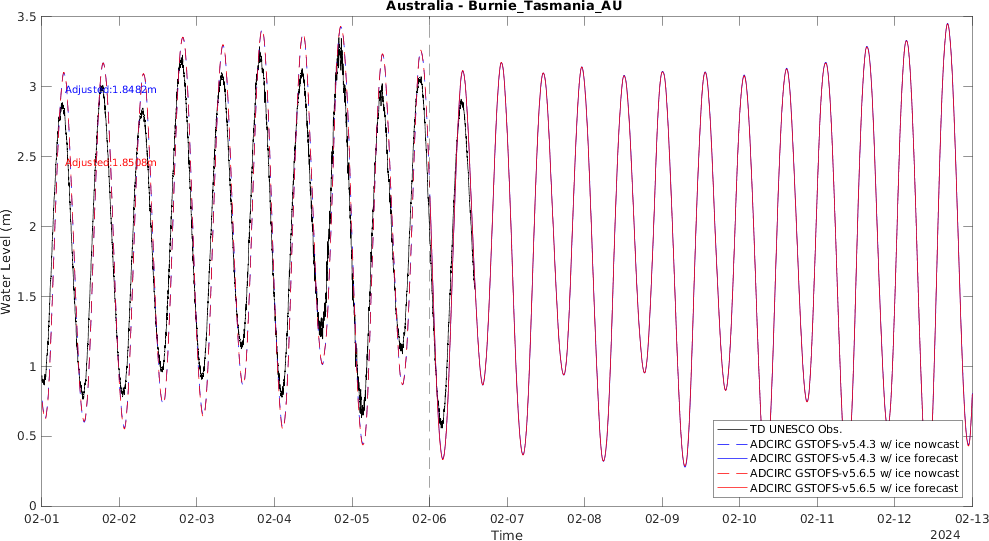 Australia - Burnie_Tasmania_AU
3.5
3
2.5
2
1.5
1
0.5
0
Water Level (m)
Adjusted:1.8482m
Adjusted:1.8508m
TD UNESCO Obs.
ADCIRC GSTOFS-v5.4.3 w/ ice nowcast
ADCIRC GSTOFS-v5.4.3 w/ ice forecast
ADCIRC GSTOFS-v5.6.5 w/ ice nowcast
ADCIRC GSTOFS-v5.6.5 w/ ice forecast
02-01 02-02 02-03 02-04 02-05 02-06 02-07 02-08 02-09 02-10 02-11 02-12 02-13
Time
2024